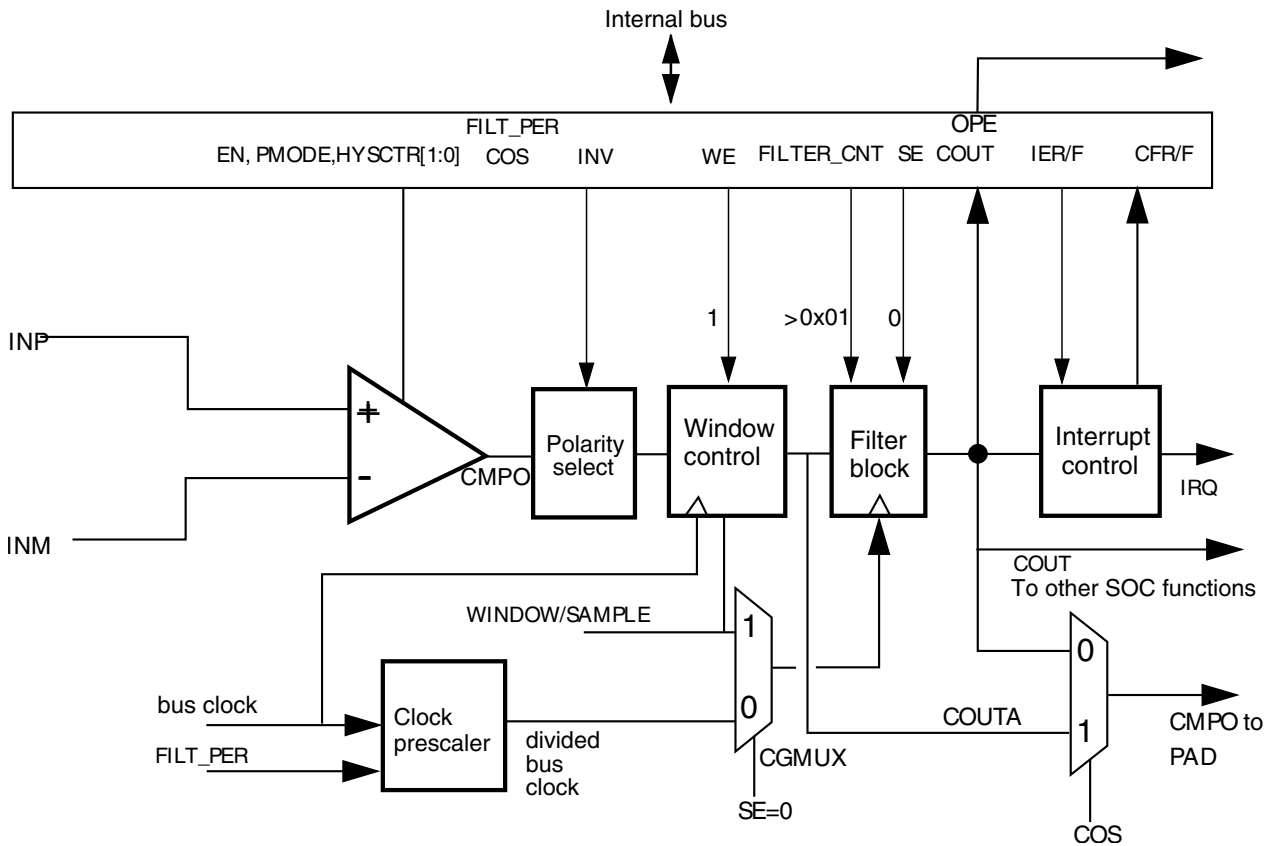 Internal bus
FILT_PER
OPE
EN, PMODE,HYSCTR[1:0] COS INV WE FILTER_CNT SE COUT IER/F CFR/F
1 >0x01 0
INP
+
-
INM
CMPO
Polarity
select
Window
control
Filter
block
Interrupt
control
IRQ
COUT
To other SOC functions
WINDOW/SAMPLE
1
0
CGMUX
SE=0
bus clock
FILT_PER
Clock
prescaler
divided
bus
clock
COUTA
0
1
CMPO to
PAD
COS